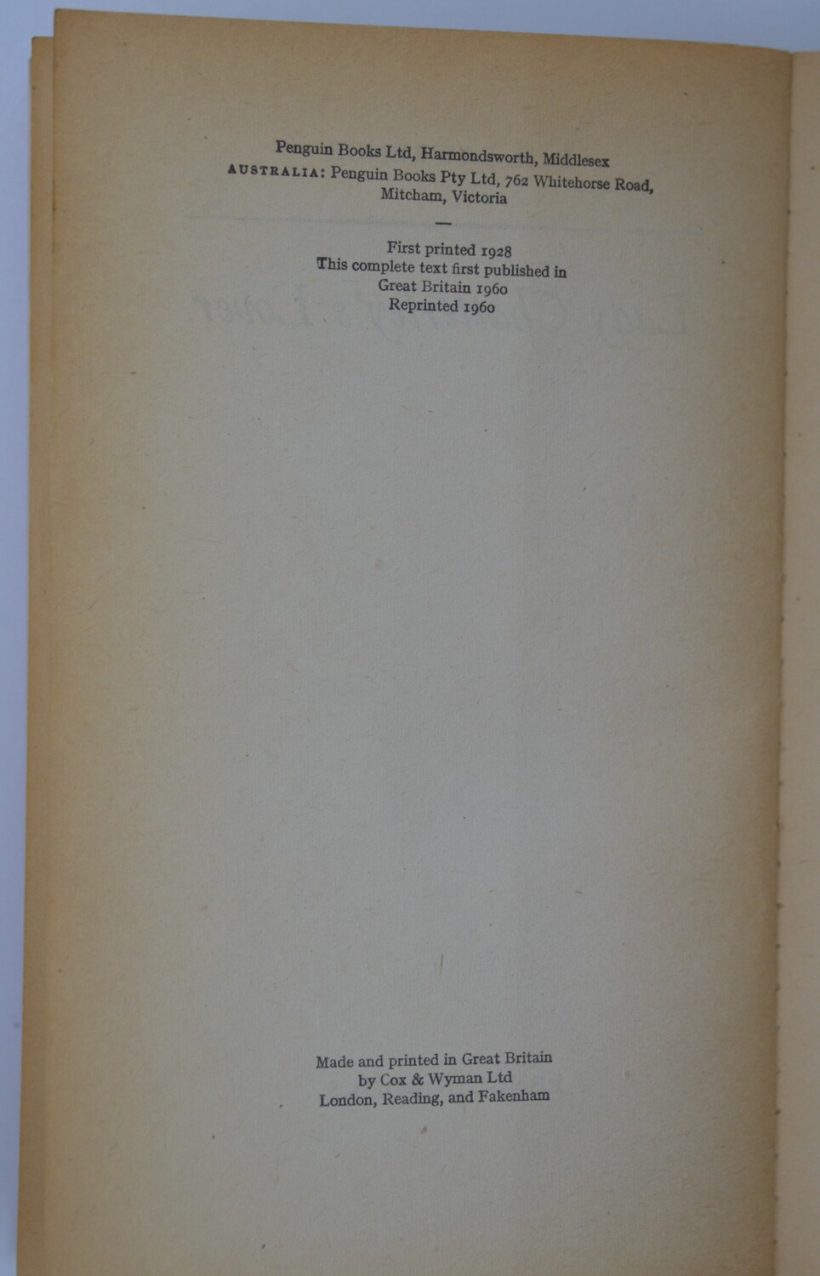 Penguin Books Ltd, Harmondsworth, Middlesex
AUSTRALIA: Penguin Books Pty Ltd, 762 Whitehorse Road,
Mitcham, Victoria
—
First printed 1928
This complete text first published in
Great Britain 1960
Reprinted 1960
Made and printed in Great Britain
by Cox & Wyman Ltd
London, Reading, and Fakenham